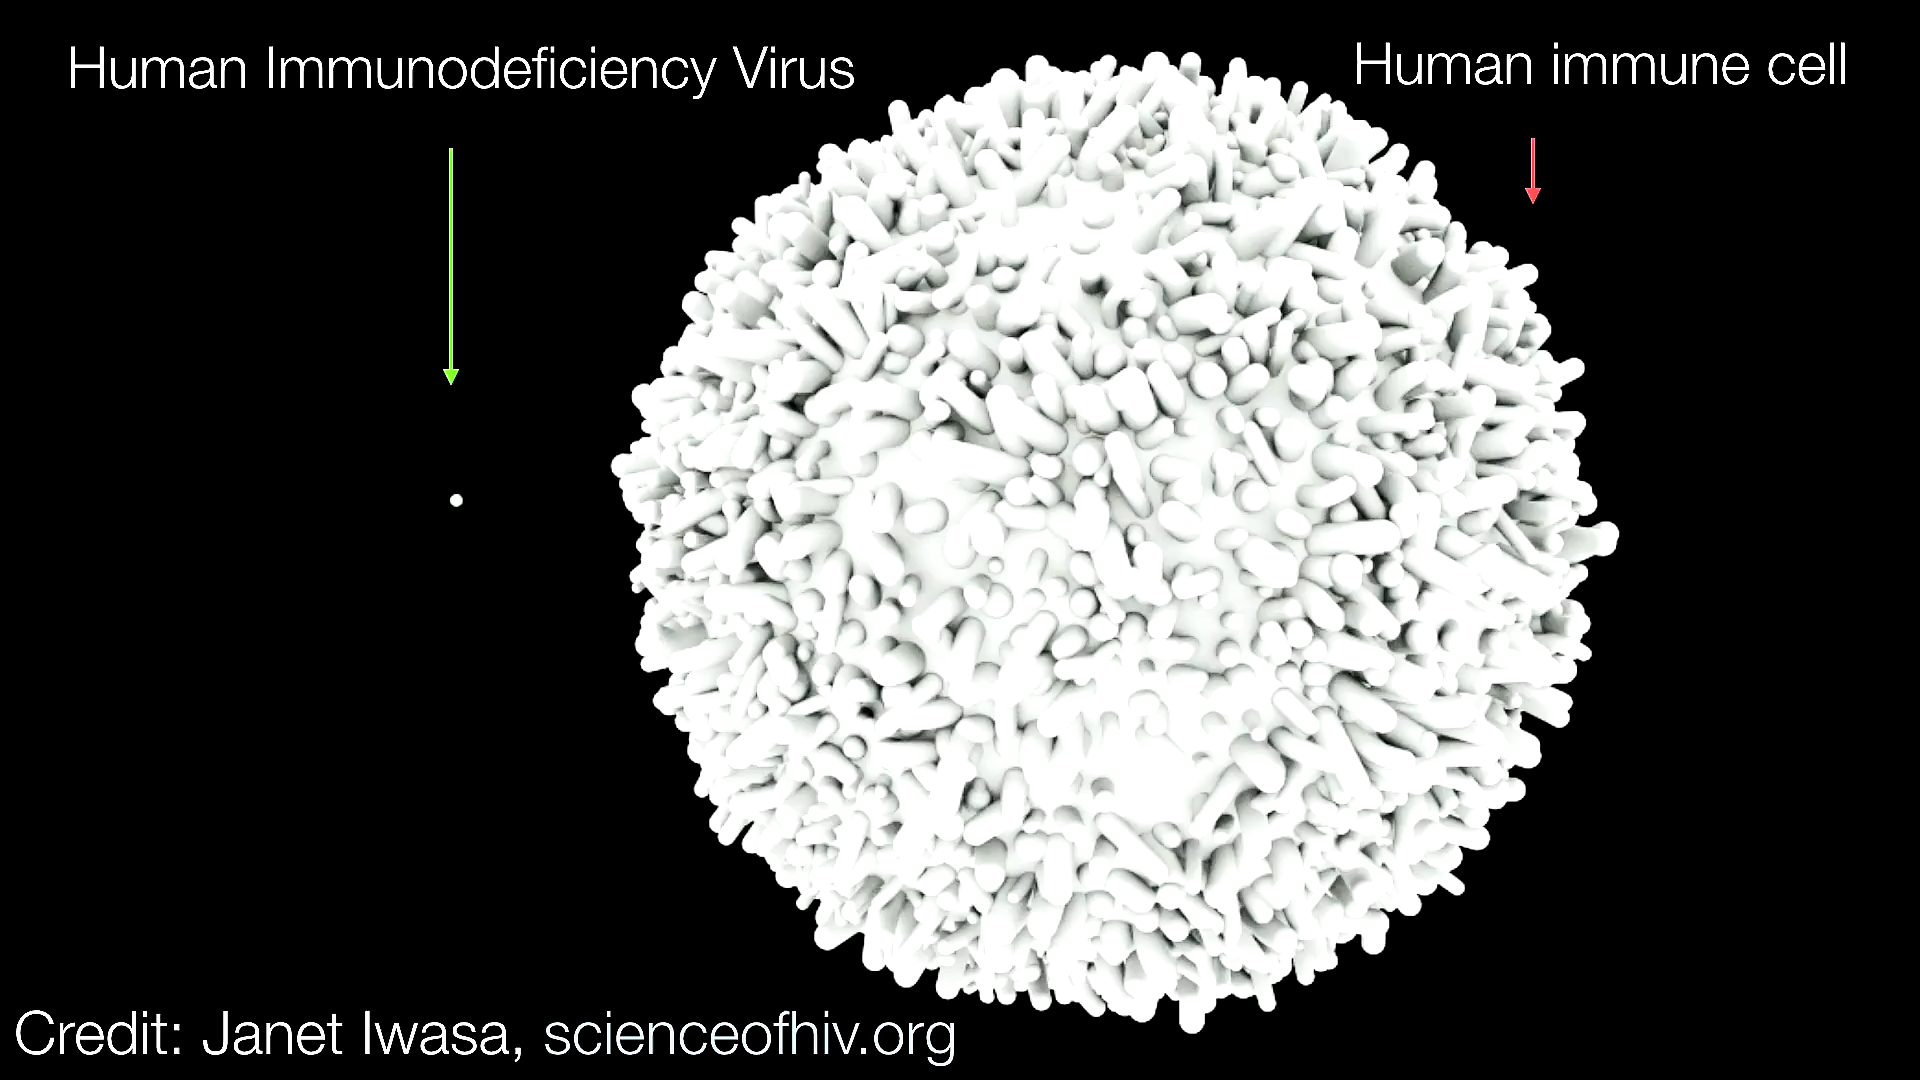 Human Immunodeficiency Virus
Human immune cell
Credit: Janet Iwasa, scienceofhiv.org